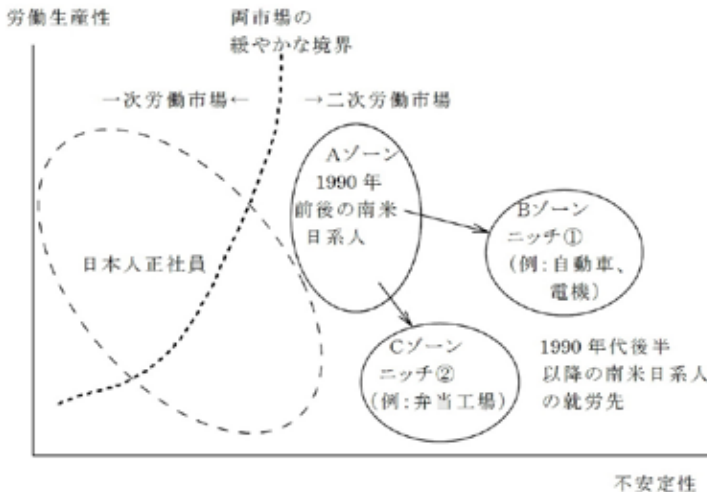 労働生産性
両市場の
緩やかな境界
一次労働市場←
→二次労働市場
Aゾーン
1990年
前後の南米
日系人
Bゾーン
ニッチ①
(例:自動車、
電機)
日本人正社員
Cゾーン
ニッチ②
(例:弁当工場)
1990年代後半
以降の南米日系人
の就労先
不安定性